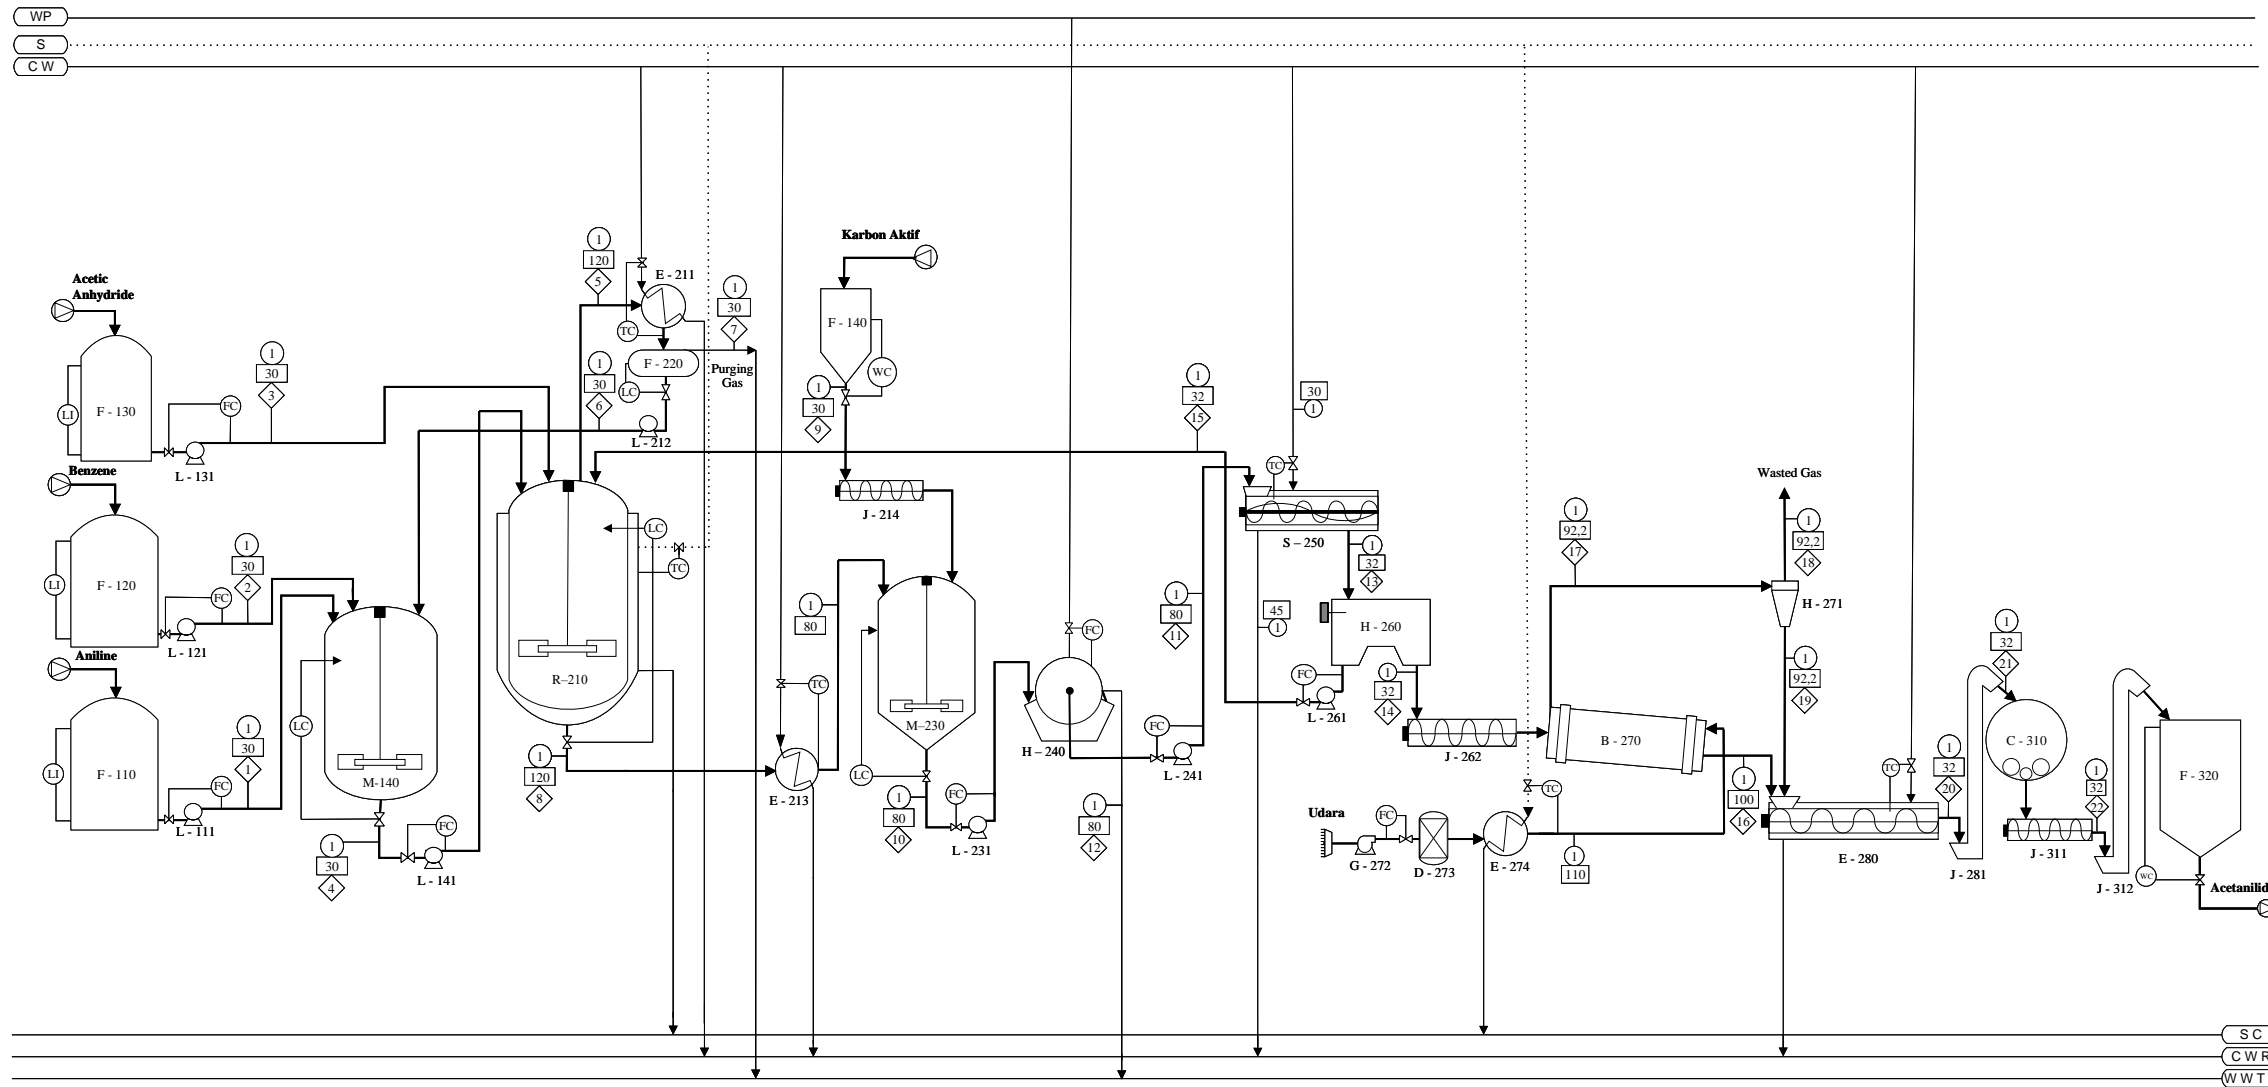 WP
S
C W
Karbon Aktif
1
120
5
E - 211
Acetic
Anhydride
1
30
7
F - 140
TC
1
30
3
F - 220
Purging
Gas
1
30
6
LC
WC
1
30
9
1
32
15
30
1
F - 130
LI
FC
L - 131
L - 212
Benzene
TC
Wasted Gas
J - 214
1
92,2
17
1
92,2
18
LC
S – 250
1
32
13
TC
1
30
2
F - 120
LI
FC
H - 271
1
80
1
80
11
45
1
H - 260
FC
1
32
21
L - 121
Aniline
R–210
1
92,2
19
TC
FC
1
32
14
M–230
L - 261
LC
1
30
1
FC
H – 240
L - 241
J - 262
B - 270
C - 310
F - 110
LI
FC
M-140
1
120
8
E - 213
LC
TC
1
32
20
1
32
22
F - 320
1
80
10
FC
1
80
12
TC
1
100
16
L - 111
FC
Udara
FC
1
30
4
L - 141
L - 231
G - 272
D - 273
E - 274
1
110
E - 280
J - 281
J - 311
J - 312
WC
Acetanilid
S C
C W R
W W T